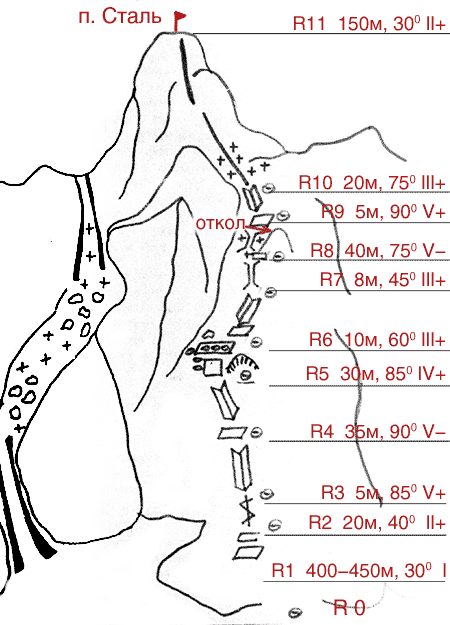 п. Сталь
R11 150м, 30⁰ II+
R10 20м, 75⁰ III+
R9 5м, 90⁰ V+
откол
R8 40м, 75⁰ V–
R7 8м, 45⁰ III+
R6 10м, 60⁰ III+
R5 30м, 85⁰ IV+
R4 35м, 90⁰ V–
R3 5м, 85⁰ V+
R2 20м, 40⁰ II+
R1 400–450м, 30⁰ I
R 0